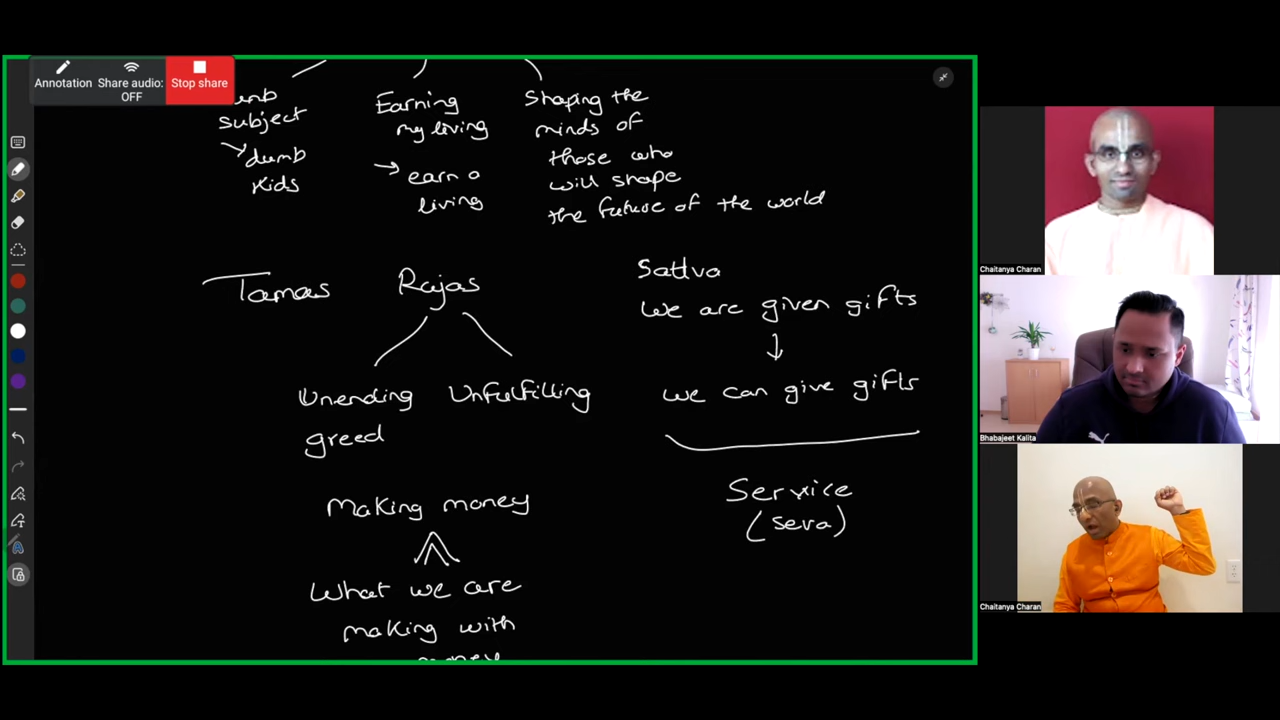 Annotation
Share audio:
OFF
Stop share
subject
dumb
kids
Earning
my living
earn a
living
Shaping the
minds of
those who
will shape
the future of the world
Tamas
Rajas
Unending
greed
Unfulfilling
Making money
What we are
making with
money
Sattva
We are given gifts
we can give gifts
Service
(seva)
Chaitanya Charan
Bhabajeet Kalita
Chaitanya Charan